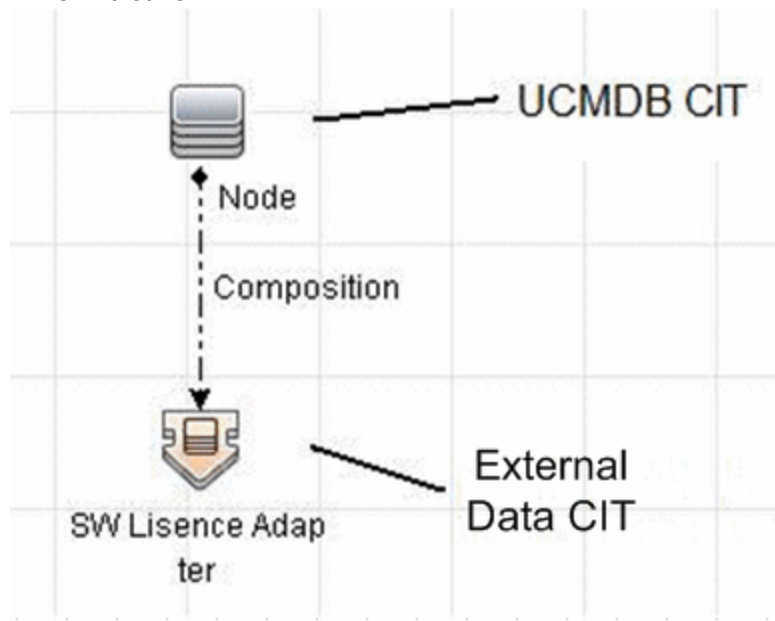 UCMDB CIT
Node
Composition
External
Data CIT
SW Lisence Adap
ter